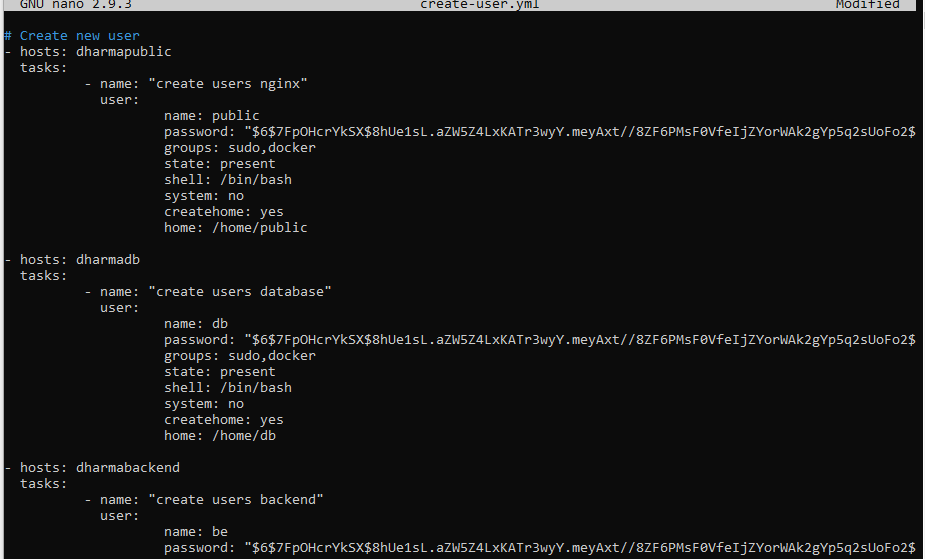 GNU nano 2.9.3 create-user.yml Modified
# Create new user
- hosts: dharmapublic
  tasks:
          - name: "create users nginx"
            user:
                    name: public
                    password: "$6$7FpOHcrYkSX$8hUe1sL.aZW5Z4LxKATr3wyY.meyAxt//8ZF6PMsF0VfeIjZYorWAk2gYp5q2sUoFo2$
                    groups: sudo,docker
                    state: present
                    shell: /bin/bash
                    system: no
                    createhome: yes
                    home: /home/public
- hosts: dharmadb
  tasks:
          - name: "create users database"
            user:
                    name: db
                    password: "$6$7FpOHcrYkSX$8hUe1sL.aZW5Z4LxKATr3wyY.meyAxt//8ZF6PMsF0VfeIjZYorWAk2gYp5q2sUoFo2$
                    groups: sudo,docker
                    state: present
                    shell: /bin/bash
                    system: no
                    createhome: yes
                    home: /home/db
- hosts: dharmabackend
  tasks:
          - name: "create users backend"
            user:
                    name: be
                    password: "$6$7FpOHcrYkSX$8hUe1sL.aZW5Z4LxKATr3wyY.meyAxt//8ZF6PMsF0VfeIjZYorWAk2gYp5q2sUoFo2$